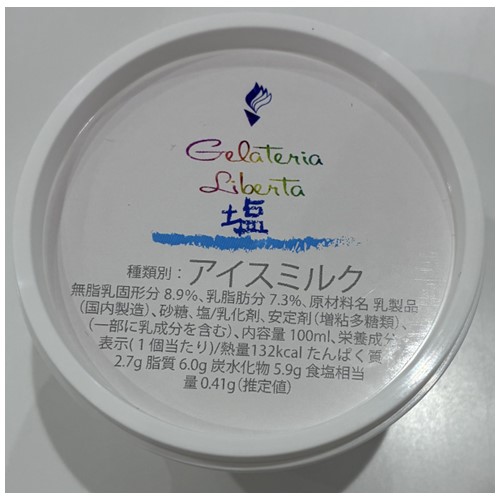 Gelateria
Liberta
塩
種類別：アイスミルク
無脂乳固形分 8.9%、乳脂肪分 7.3%、原材料名 乳製品
(国内製造)、砂糖、塩/乳化剤、安定剤（増粘多糖類）、
(一部に乳成分を含む)、内容量 100ml、栄養成分
表示(１個当たり)/熱量132kcal たんぱく質
2.7g 脂質 6.0g 炭水化物 5.9g 食塩相当
量 0.41g（推定値）